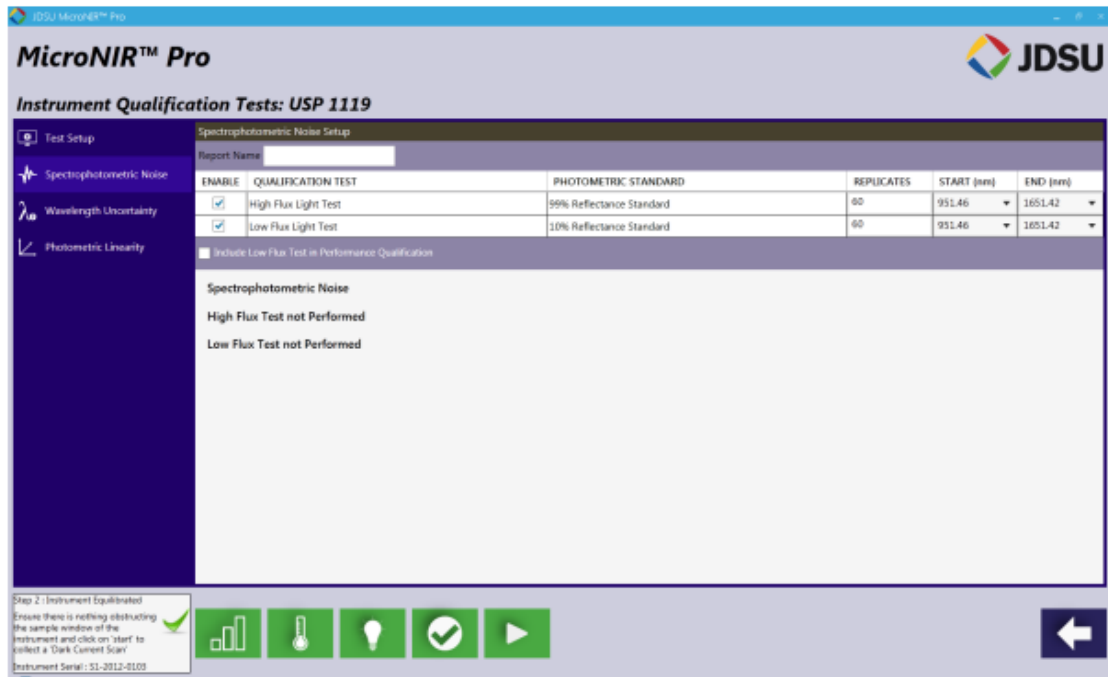 JDSU MicroNIR™ Pro
MicroNIR™ Pro
JDSU
Instrument Qualification Tests: USP 1119
Test Setup
Spectrophotometric Noise
Wavelength Uncertainty
Photometric Linearity
Spectrophotometric Noise Setup
Report Name
ENABLE QUALIFICATION TEST PHOTOMETRIC STANDARD REPLICATES START (nm) END (nm)
High Flux Light Test 99% Reflectance Standard 60 951.46 1651.42
Low Flux Light Test 10% Reflectance Standard 60 951.46 1651.42
Include Low Flux Test in Performance Qualification
Spectrophotometric Noise
High Flux Test not Performed
Low Flux Test not Performed
Step 2 : Instrument Equilibrated
Ensure there is nothing obstructing
the sample window of the
instrument and click on 'start' to
collect a 'Dark Current Scan'
Instrument Serial : S1-2012-0103